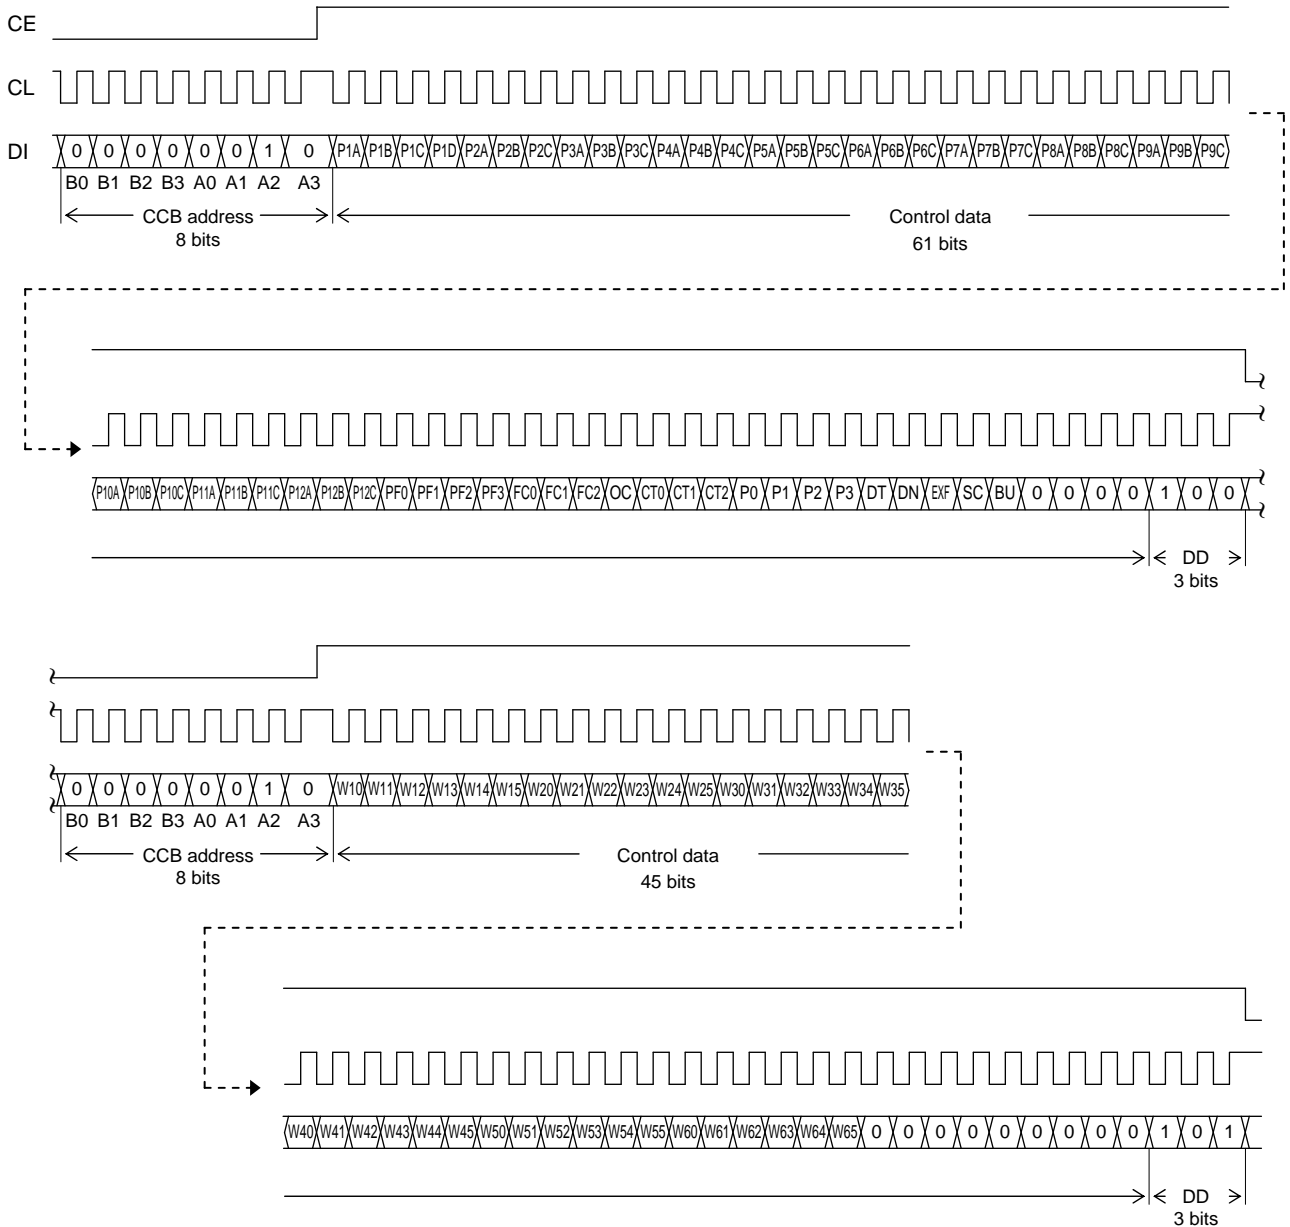 CE
CL
DI 0 0 0 0 0 0 1 0 P1A P1B P1C P1D P2A P2B P2C P3A P3B P3C P4A P4B P4C P5A P5B P5C P6A P6B P6C P7A P7B P7C P8A P8B P8C P9A P9B P9C
B0 B1 B2 B3 A0 A1 A2 A3
CCB address Control data
8 bits 61 bits
P10A P10B P10C P11A P11B P11C P12A P12B P12C PF0 PF1 PF2 PF3 FC0 FC1 FC2 OC CT0 CT1 CT2 P0 P1 P2 P3 DT DN EXF SC BU 0 0 0 0 1 0 0
DD
3 bits
0 0 0 0 0 0 1 0 W10 W11 W12 W13 W14 W15 W20 W21 W22 W23 W24 W25 W30 W31 W32 W33 W34 W35
B0 B1 B2 B3 A0 A1 A2 A3
CCB address Control data
8 bits 45 bits
W40 W41 W42 W43 W44 W45 W50 W51 W52 W53 W54 W55 W60 W61 W62 W63 W64 W65 0 0 0 0 0 0 0 0 0 1 0 1
DD
3 bits